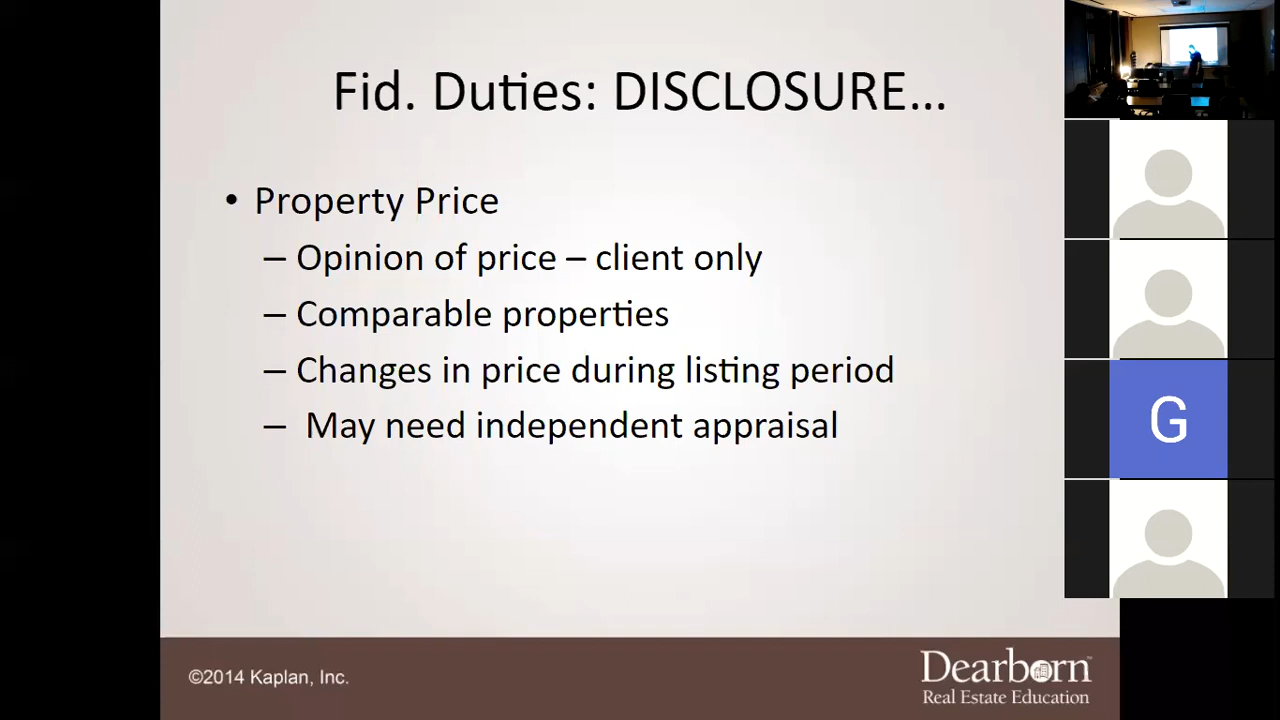 Fid. Duties: DISCLOSURE...
• Property Price
– Opinion of price – client only
– Comparable properties
– Changes in price during listing period
– May need independent appraisal
G
©2014 Kaplan, Inc.
Dearborn™
Real Estate Education